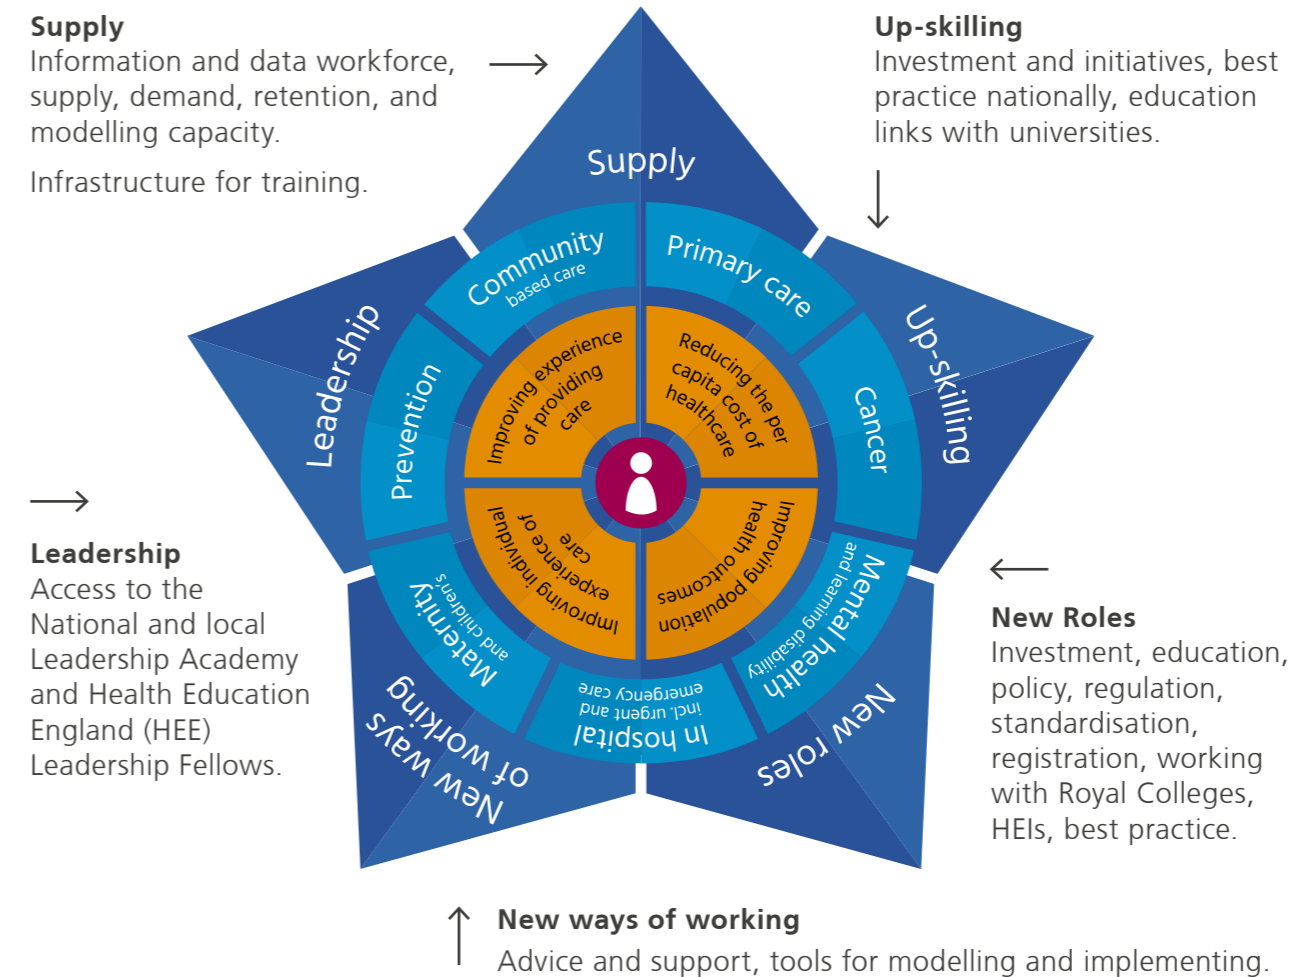 Supply
Information and data workforce,
supply, demand, retention, and
modelling capacity.
Infrastructure for training.
Up-skilling
Investment and initiatives, best
practice nationally, education
links with universities.
Supply
Community
based care
Primary care
Leadership
Prevention
Improving experience
of providing
care
Reducing the per
capita cost of
healthcare
Cancer
Up-skilling
Improving individual
experience of
care
Improving population
health outcomes
Maternity
and children's
Mental health
and learning disability
In hospital
incl. urgent and
emergency care
New ways
of working
New roles
Leadership
Access to the
National and local
Leadership Academy
and Health Education
England (HEE)
Leadership Fellows.
New Roles
Investment, education,
policy, regulation,
standardisation,
registration, working
with Royal Colleges,
HEIs, best practice.
New ways of working
Advice and support, tools for modelling and implementing.